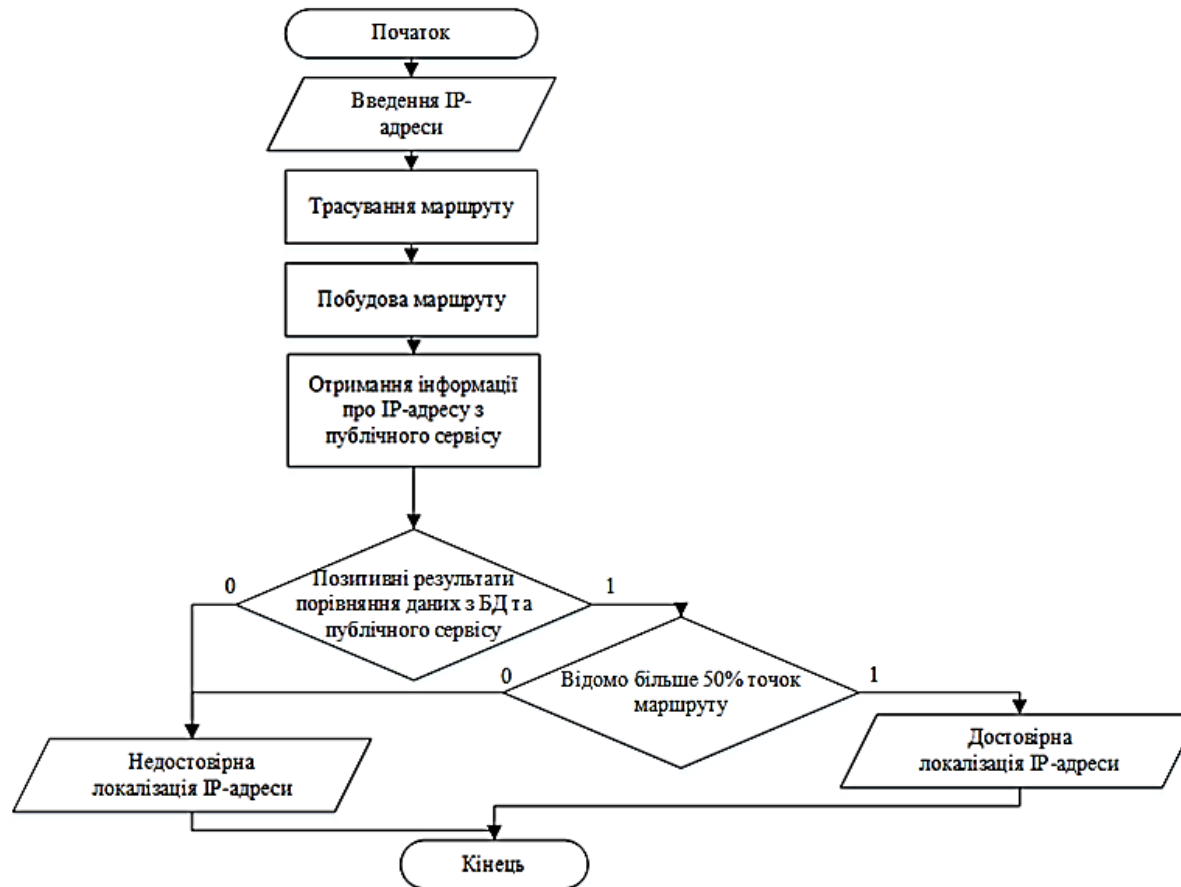 Початок
Введення IP-
адреси
Трасування маршруту
Побудова маршруту
Отримання інформації
про IP-адресу з
публічного сервісу
0
Позитивні результати
порівняння даних з БД та
публічного сервісу
1
0
Відомо більше 50% точок
маршруту
1
Недостовірна
локалізація IP-адреси
Достовірна
локалізація IP-адреси
Кінець